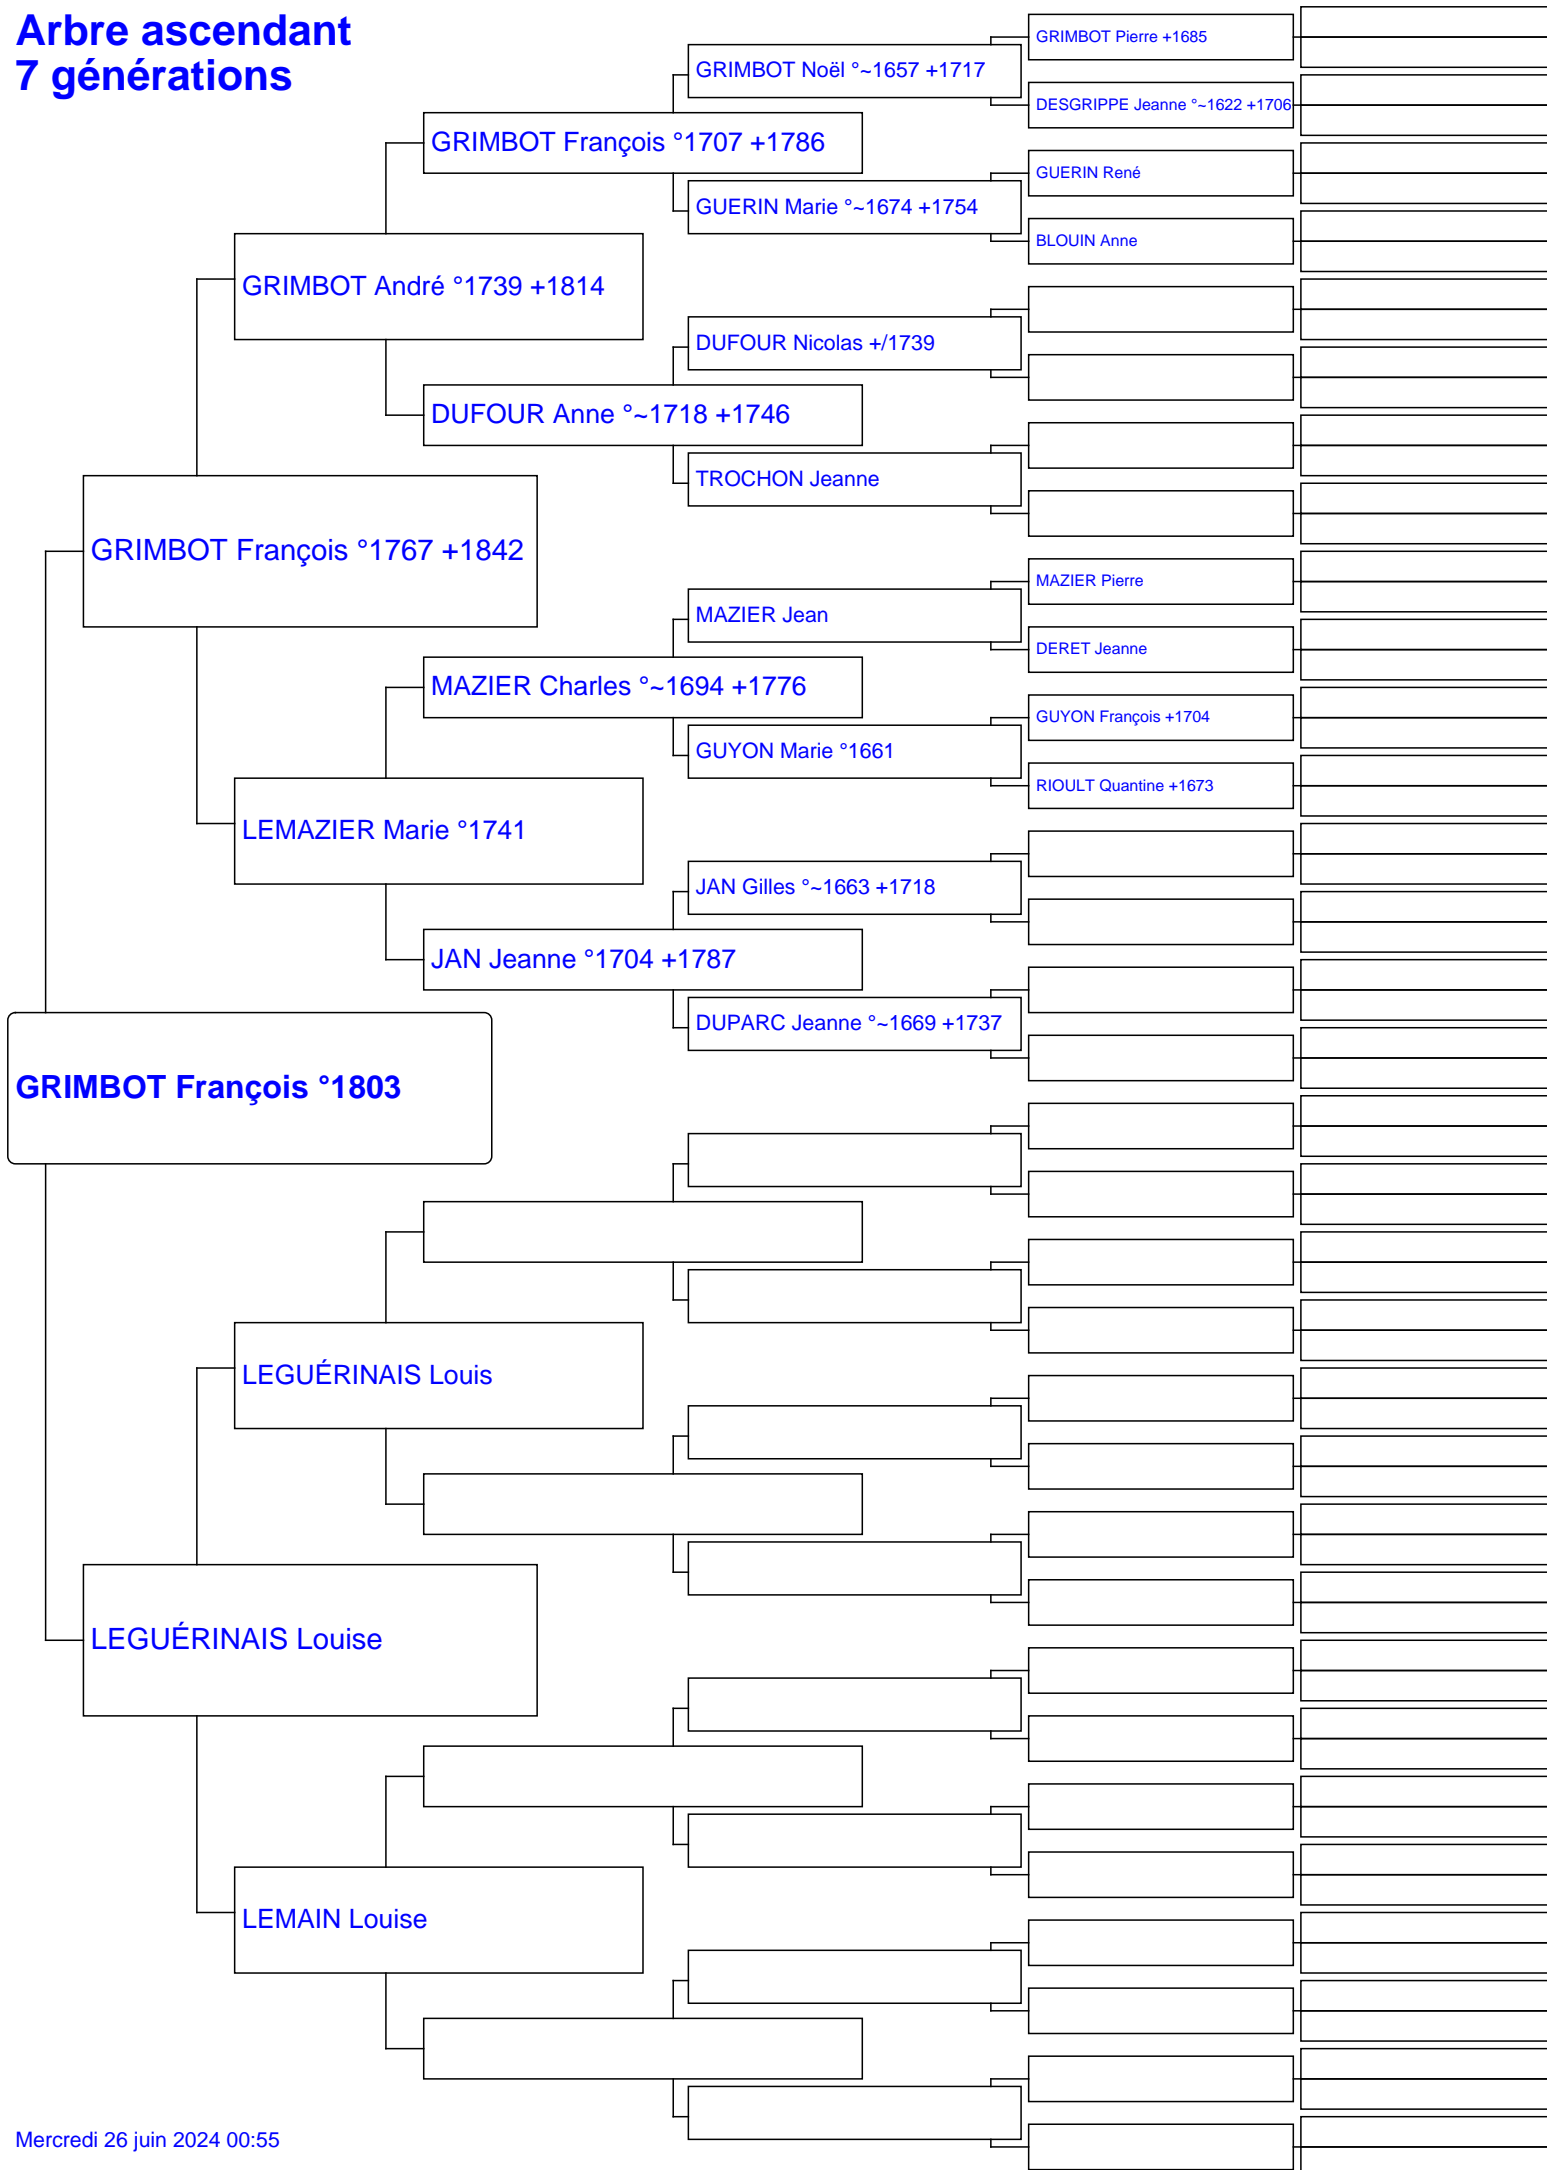 Arbre ascendant
7 générations
GRIMBOT Pierre +1685
GRIMBOT Noël °~1657 +1717
DESGRIPPE Jeanne °~1622 +1706
GRIMBOT François °1707 +1786
GUERIN René
GUERIN Marie °~1674 +1754
BLOUIN Anne
GRIMBOT André °1739 +1814
DUFOUR Nicolas +/1739
DUFOUR Anne °~1718 +1746
TROCHON Jeanne
GRIMBOT François °1767 +1842
MAZIER Pierre
MAZIER Jean
DERET Jeanne
MAZIER Charles °~1694 +1776
GUYON François +1704
GUYON Marie °1661
RIOULT Quantine +1673
LEMAZIER Marie °1741
JAN Gilles °~1663 +1718
JAN Jeanne °1704 +1787
DUPARC Jeanne °~1669 +1737
GRIMBOT François °1803
LEGUÉRINAIS Louis
LEGUÉRINAIS Louise
LEMAIN Louise
Mercredi 26 juin 2024 00:55